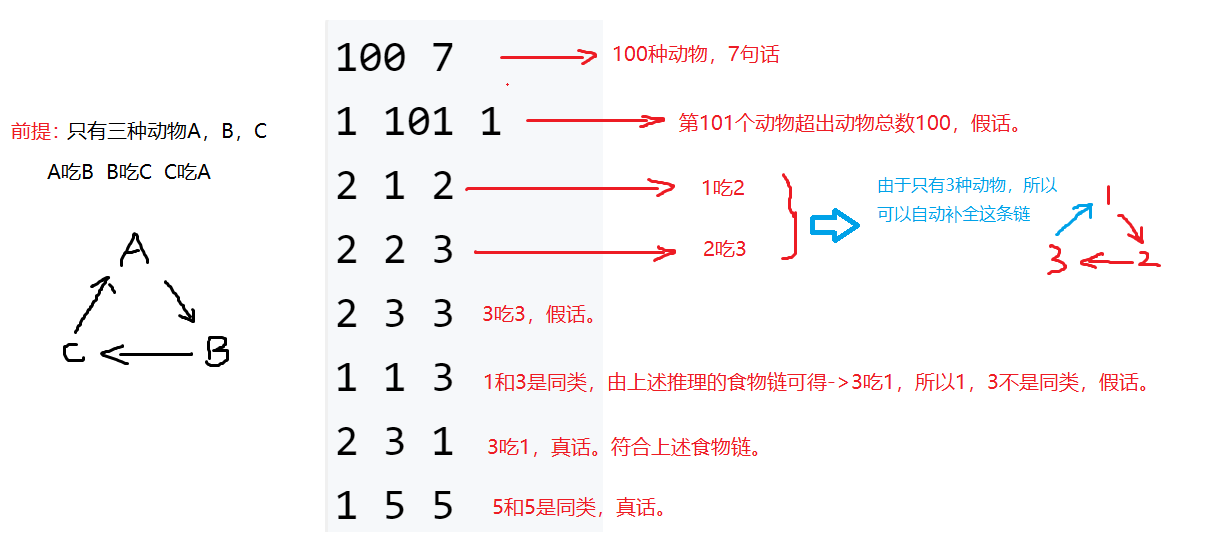 100 7
100种动物，7句话
前提：只有三种动物A，B，C
A吃B B吃C C吃A
1 101 1
第101个动物超出动物总数100，假话。
2 1 2
1吃2
由于只有3种动物，所以
可以自动补全这条链
2 2 3
2吃3
1
3
2
A
C
B
2 3 3
3吃3，假话。
1 1 3
1和3是同类，由上述推理的食物链可得->3吃1，所以1，3不是同类，假话。
2 3 1
3吃1，真话。符合上述食物链。
1 5 5
5和5是同类，真话。